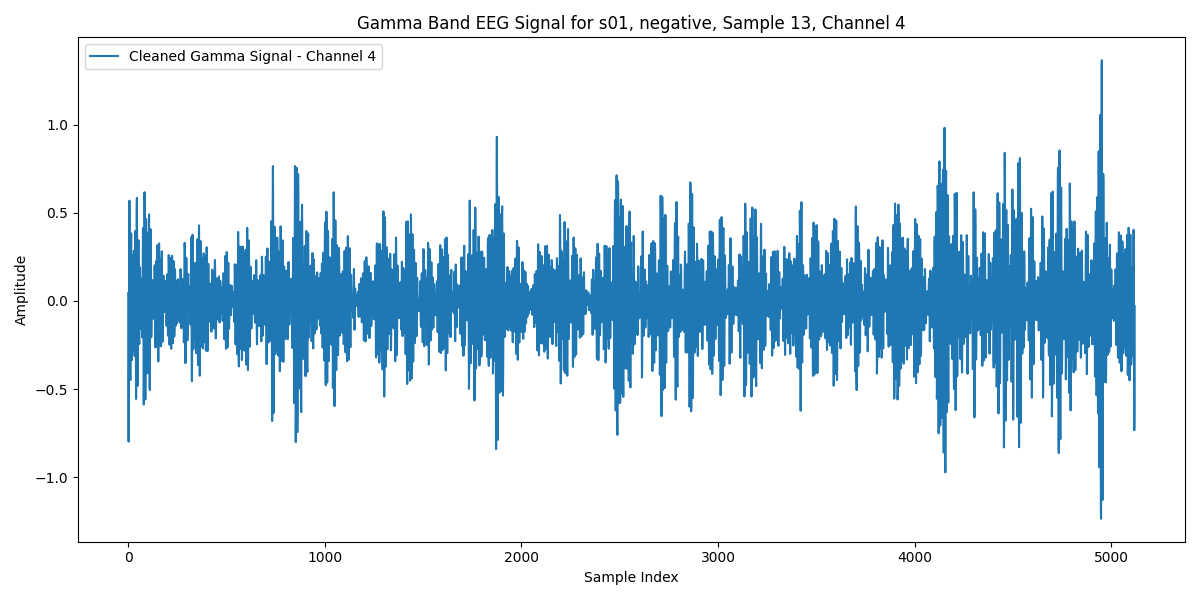 Gamma Band EEG Signal for s01, negative, Sample 13, Channel 4
Cleaned Gamma Signal - Channel 4
Amplitude
1.0
0.5
0.0
−0.5
−1.0
0 1000 2000 3000 4000 5000
Sample Index